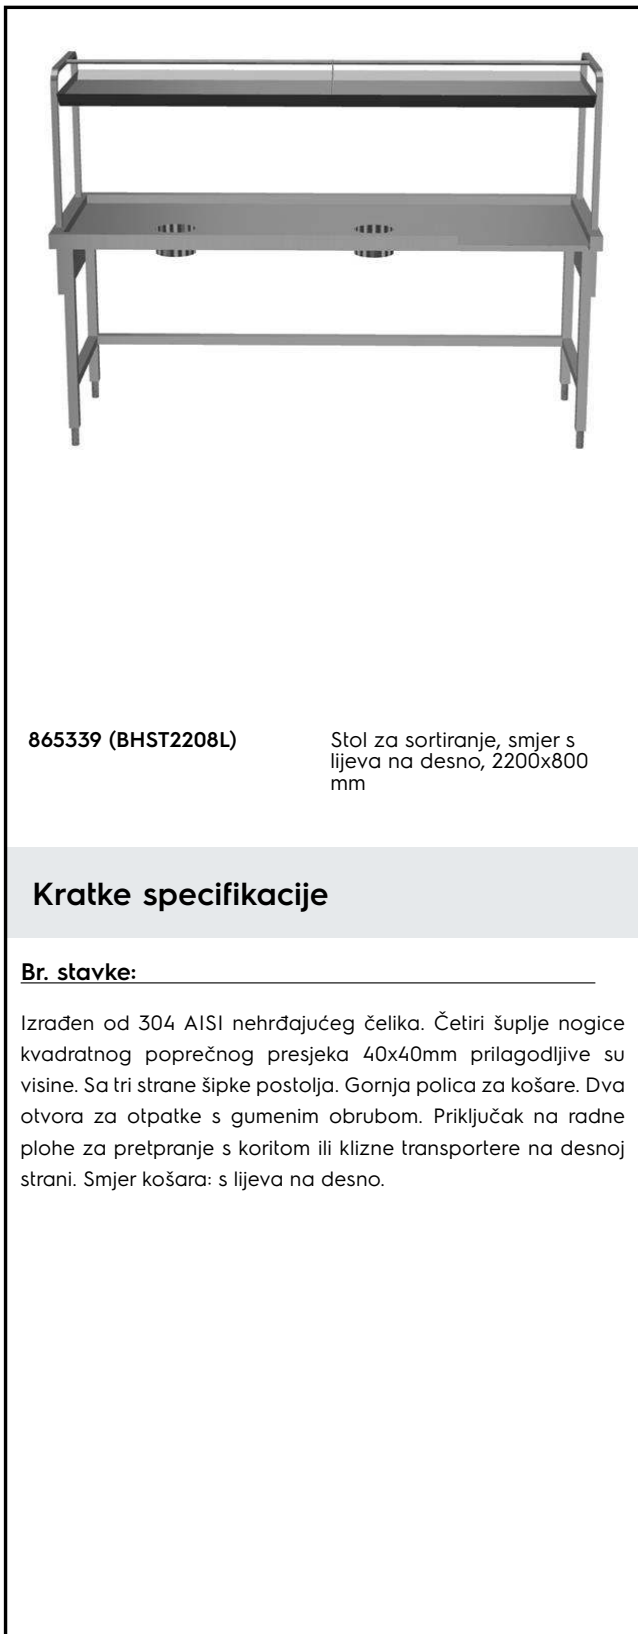 865339 (BHST2208L)
Stol za sortiranje, smjer s
lijeva na desno, 2200x800
mm
Kratke specifikacije
Br. stavke:
Izrađen od 304 AISI nehrđajućeg čelika. Četiri šuplje nogice
kvadratnog poprečnog presjeka 40x40mm prilagodljive su
visine. Sa tri strane šipke postolja. Gornja polica za košare. Dva
otvora za otpatke s gumenim obrubom. Priključak na radne
plohe za pretpranje s koritom ili klizne transportere na desnoj
strani. Smjer košara: s lijeva na desno.